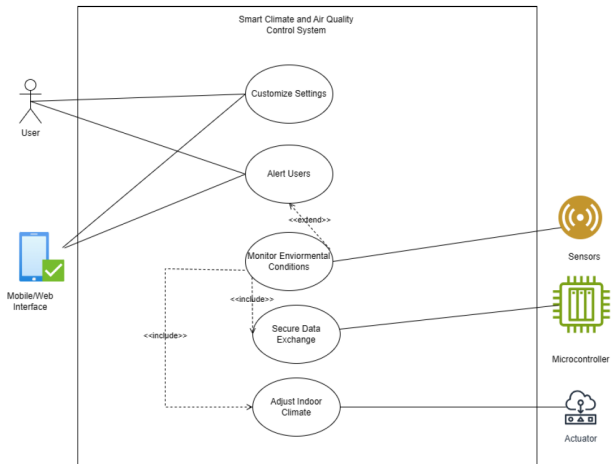 Smart Climate and Air Quality
Control System
Customize Settings
User
Alert Users
<<extend>>
Sensors
Monitor Enviormental
Conditions
Mobile/Web
Interface
<<include>>
Secure Data
Exchange
<<include>>
Microcontroller
Adjust Indoor
Climate
Actuator